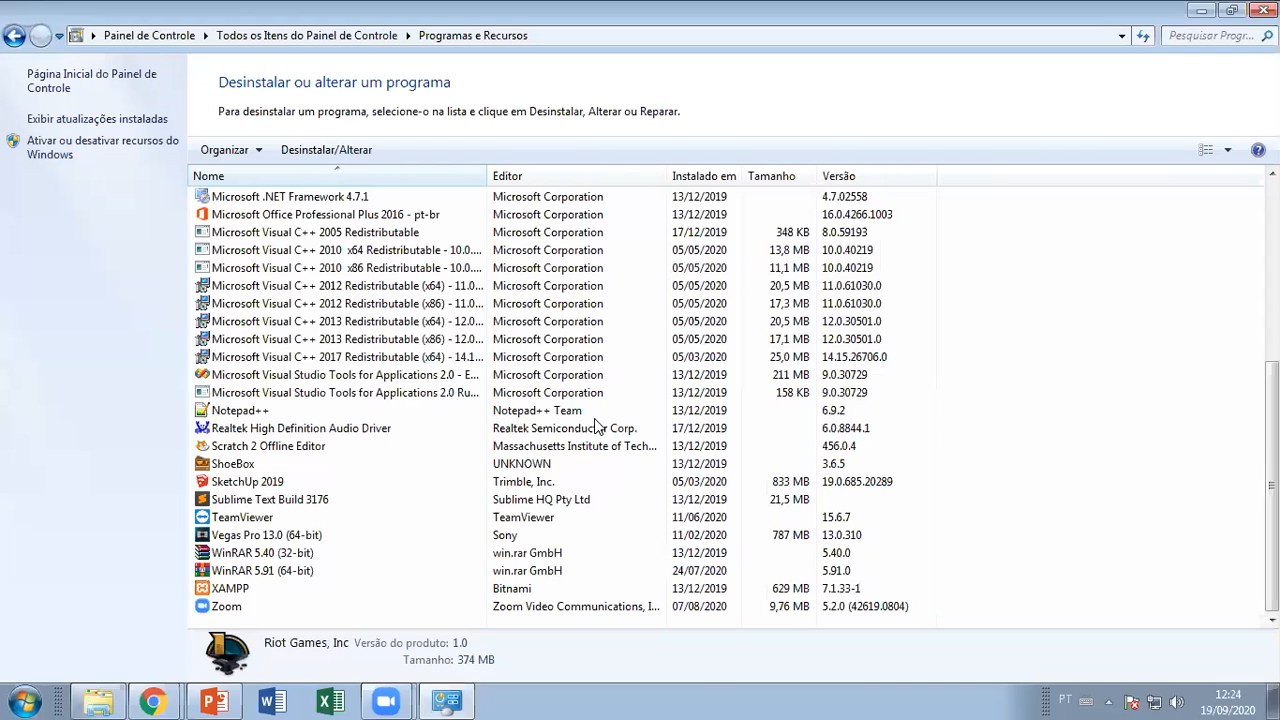 Painel de Controle Todos os Itens do Painel de Controle Programas e Recursos Pesquisar Progr...
Página Inicial do Painel de
Controle
Exibir atualizações instaladas
Ativar ou desativar recursos do
Windows
Desinstalar ou alterar um programa
Para desinstalar um programa, selecione-o na lista e clique em Desinstalar, Alterar ou Reparar.
Organizar Desinstalar/Alterar
Nome Editor Instalado em Tamanho Versão
Microsoft .NET Framework 4.7.1 Microsoft Corporation 13/12/2019 4.7.02558
Microsoft Office Professional Plus 2016 - pt-br Microsoft Corporation 13/12/2019 16.0.4266.1003
Microsoft Visual C++ 2005 Redistributable Microsoft Corporation 17/12/2019 348 KB 8.0.59193
Microsoft Visual C++ 2010 x64 Redistributable - 10.0.... Microsoft Corporation 05/05/2020 13,8 MB 10.0.40219
Microsoft Visual C++ 2010 x86 Redistributable - 10.0.... Microsoft Corporation 05/05/2020 11,1 MB 10.0.40219
Microsoft Visual C++ 2012 Redistributable (x64) - 11.0... Microsoft Corporation 05/05/2020 20,5 MB 11.0.61030.0
Microsoft Visual C++ 2012 Redistributable (x86) - 11.0... Microsoft Corporation 05/05/2020 17,3 MB 11.0.61030.0
Microsoft Visual C++ 2013 Redistributable (x64) - 12.0... Microsoft Corporation 05/05/2020 20,5 MB 12.0.30501.0
Microsoft Visual C++ 2013 Redistributable (x86) - 12.0... Microsoft Corporation 05/05/2020 17,1 MB 12.0.30501.0
Microsoft Visual C++ 2017 Redistributable (x64) - 14.1... Microsoft Corporation 05/03/2020 25,0 MB 14.15.26706.0
Microsoft Visual Studio Tools for Applications 2.0 - E... Microsoft Corporation 13/12/2019 211 MB 9.0.30729
Microsoft Visual Studio Tools for Applications 2.0 Ru... Microsoft Corporation 13/12/2019 158 KB 9.0.30729
Notepad++ Notepad++ Team 13/12/2019 6.9.2
Realtek High Definition Audio Driver Realtek Semiconductor Corp. 17/12/2019 6.0.8844.1
Scratch 2 Offline Editor Massachusetts Institute of Tech... 13/12/2019 456.0.4
ShoeBox UNKNOWN 13/12/2019 3.6.5
SketchUp 2019 Trimble, Inc. 05/03/2020 833 MB 19.0.685.20289
Sublime Text Build 3176 Sublime HQ Pty Ltd 13/12/2019 21,5 MB
TeamViewer TeamViewer 11/06/2020 15.6.7
Vegas Pro 13.0 (64-bit) Sony 11/02/2020 787 MB 13.0.310
WinRAR 5.40 (32-bit) win.rar GmbH 13/12/2019 5.40.0
WinRAR 5.91 (64-bit) win.rar GmbH 24/07/2020 5.91.0
XAMPP Bitnami 13/12/2019 629 MB 7.1.33-1
Zoom Zoom Video Communications, I... 07/08/2020 9,76 MB 5.2.0 (42619.0804)
Riot Games, Inc Versão do produto: 1.0
Tamanho: 374 MB
PT 12:24
19/09/2020